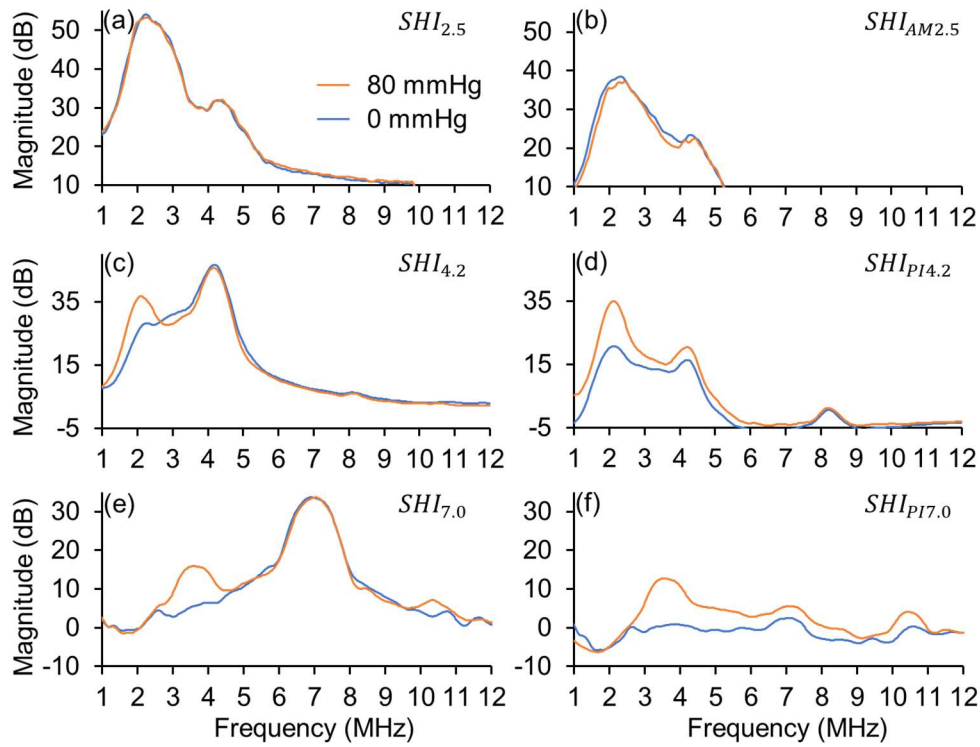 (a) SHI2.5
Magnitude (dB)
50
40
30
20
10
80 mmHg
0 mmHg
1 2 3 4 5 6 7 8 9 10 11 12
(b) SHIAM2.5
50
40
30
20
10
1 2 3 4 5 6 7 8 9 10 11 12
(c) SHI4.2
Magnitude (dB)
35
15
-5
1 2 3 4 5 6 7 8 9 10 11 12
(d) SHIPI4.2
35
15
-5
1 2 3 4 5 6 7 8 9 10 11 12
(e) SHI7.0
Magnitude (dB)
30
20
10
0
-10
1 2 3 4 5 6 7 8 9 10 11 12
Frequency (MHz)
(f) SHIPI7.0
30
20
10
0
-10
1 2 3 4 5 6 7 8 9 10 11 12
Frequency (MHz)